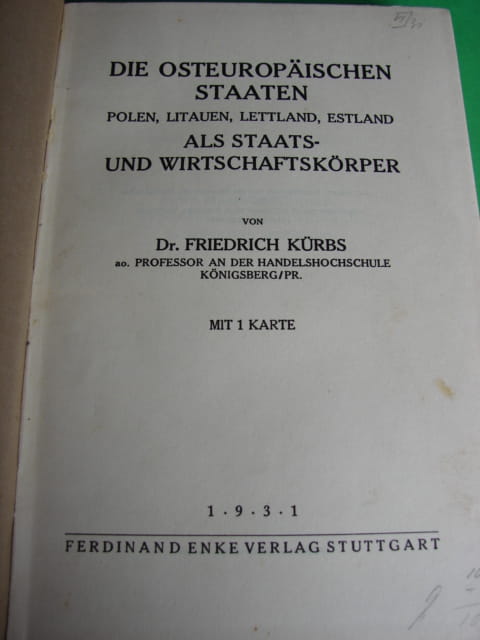 DIE OSTEUROPÄISCHEN
STAATEN
POLEN, LITAUEN, LETTLAND, ESTLAND
ALS STAATS-
UND WIRTSCHAFTSKÖRPER
VON
Dr. FRIEDRICH KÜRBS
ao. PROFESSOR AN DER HANDELSHOCHSCHULE
KÖNIGSBERG/PR.
MIT 1 KARTE
1 · 9 · 3 · 1
FERDINAND ENKE VERLAG STUTTGART